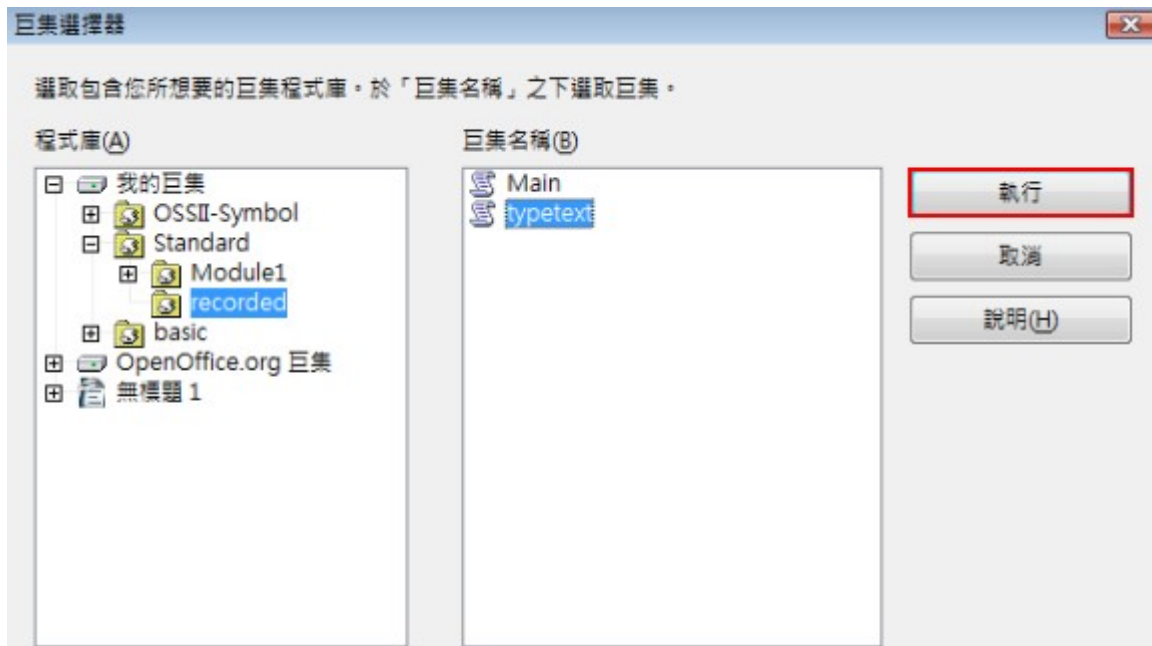 巨集選擇器
選取包含您所想要的巨集程式庫。於「巨集名稱」之下選取巨集。
程式庫(A)
巨集名稱(B)
我的巨集
OSSII-Symbol
Standard
Module1
recorded
basic
OpenOffice.org 巨集
無標題 1
Main
typetext
執行
取消
說明(H)